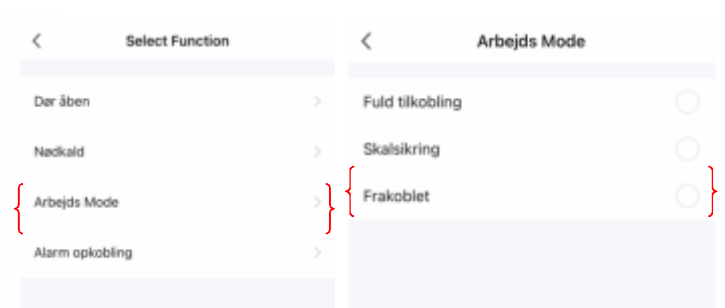 Select Function
Dør åben
Nødkald
Arbejds Mode
Alarm opkobling
Arbejds Mode
Fuld tilkobling
Skalsikring
Frakoblet